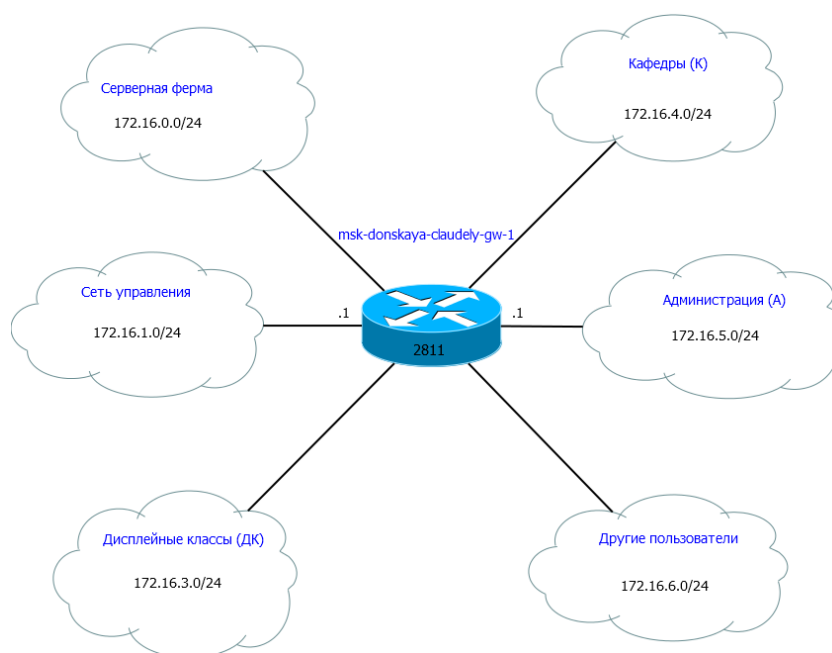 Серверная ферма
172.16.0.0/24
Кафедры (К)
172.16.4.0/24
msk-donskaya-claudely-gw-1
Сеть управления
172.16.1.0/24
.1
.1
2811
Администрация (А)
172.16.5.0/24
Дисплейные классы (ДК)
172.16.3.0/24
Другие пользователи
172.16.6.0/24